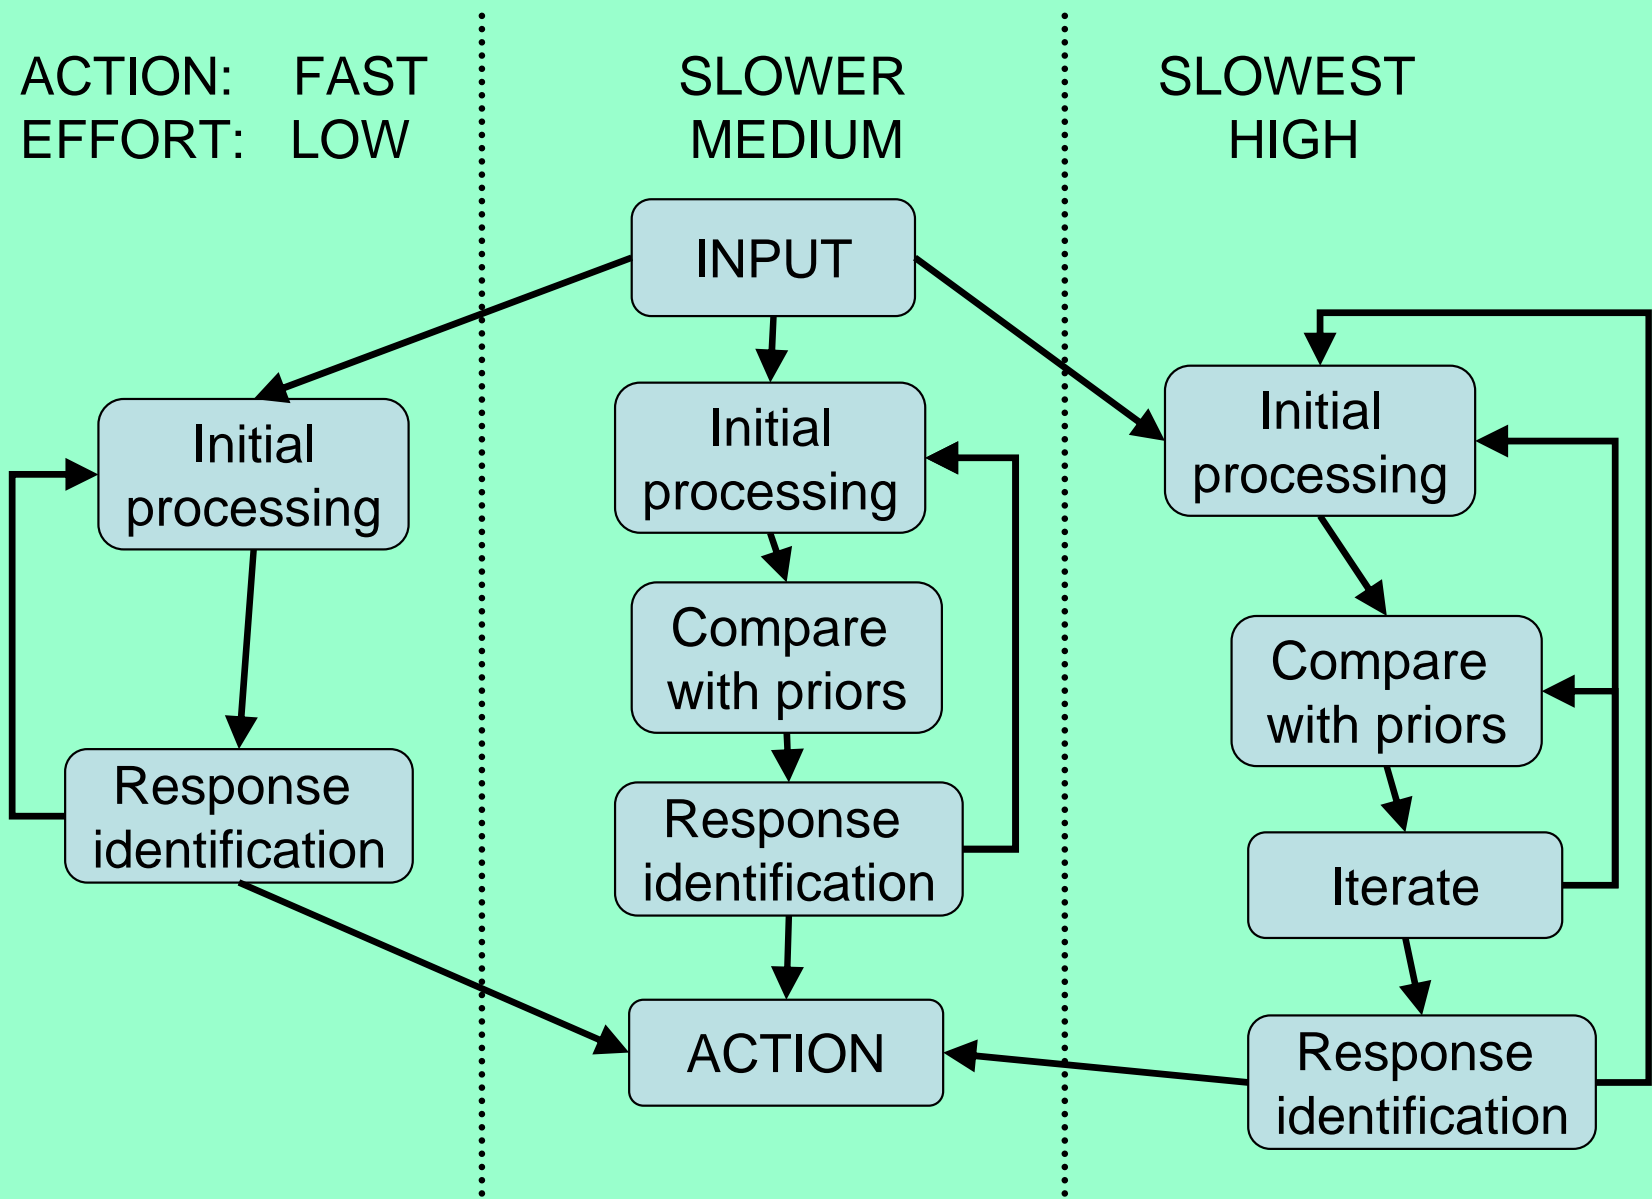 ACTION: FAST SLOWER SLOWEST
EFFORT: LOW MEDIUM HIGH
INPUT
Initial
processing
Response
identification
Initial
processing
Compare
with priors
Response
identification
ACTION
Initial
processing
Compare
with priors
Iterate
Response
identification